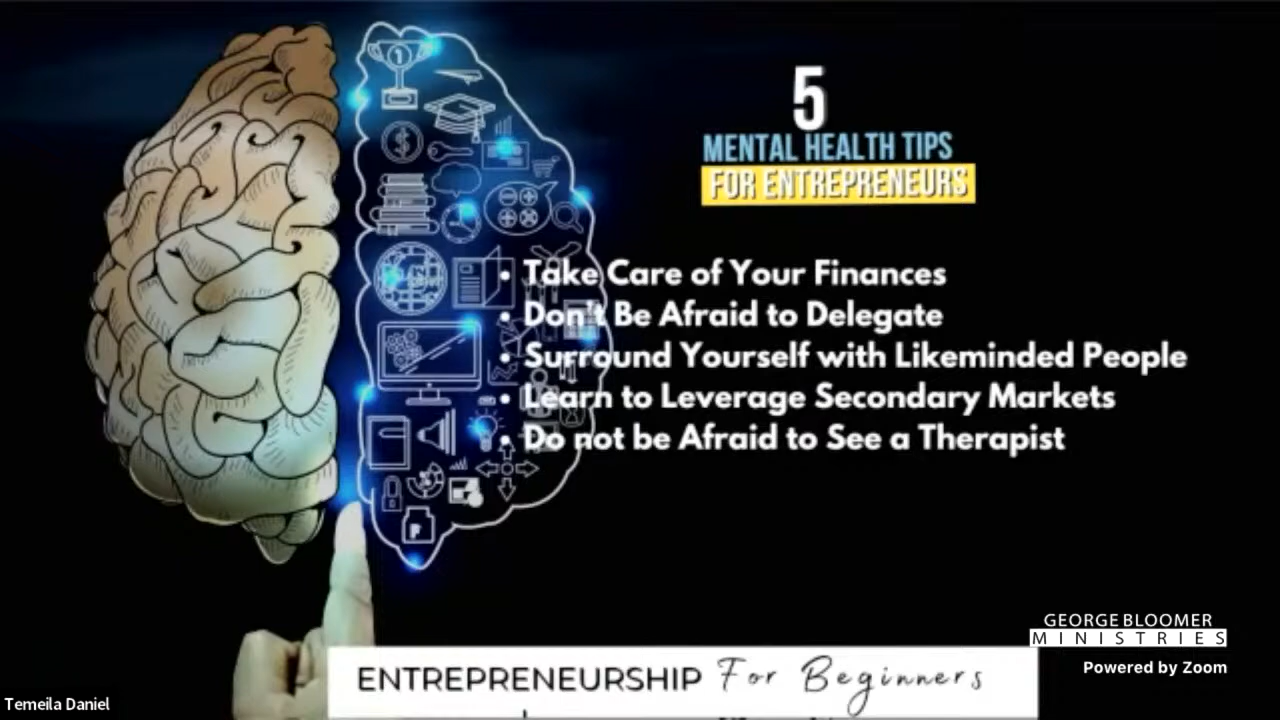 5
MENTAL HEALTH TIPS
FOR ENTREPRENEURS
• Take Care of Your Finances
• Don't Be Afraid to Delegate
• Surround Yourself with Likeminded People
• Learn to Leverage Secondary Markets
• Do not be Afraid to See a Therapist
GEORGE BLOOMER
MINISTRIES
Powered by Zoom
ENTREPRENEURSHIP For Beginners
Temeila Daniel